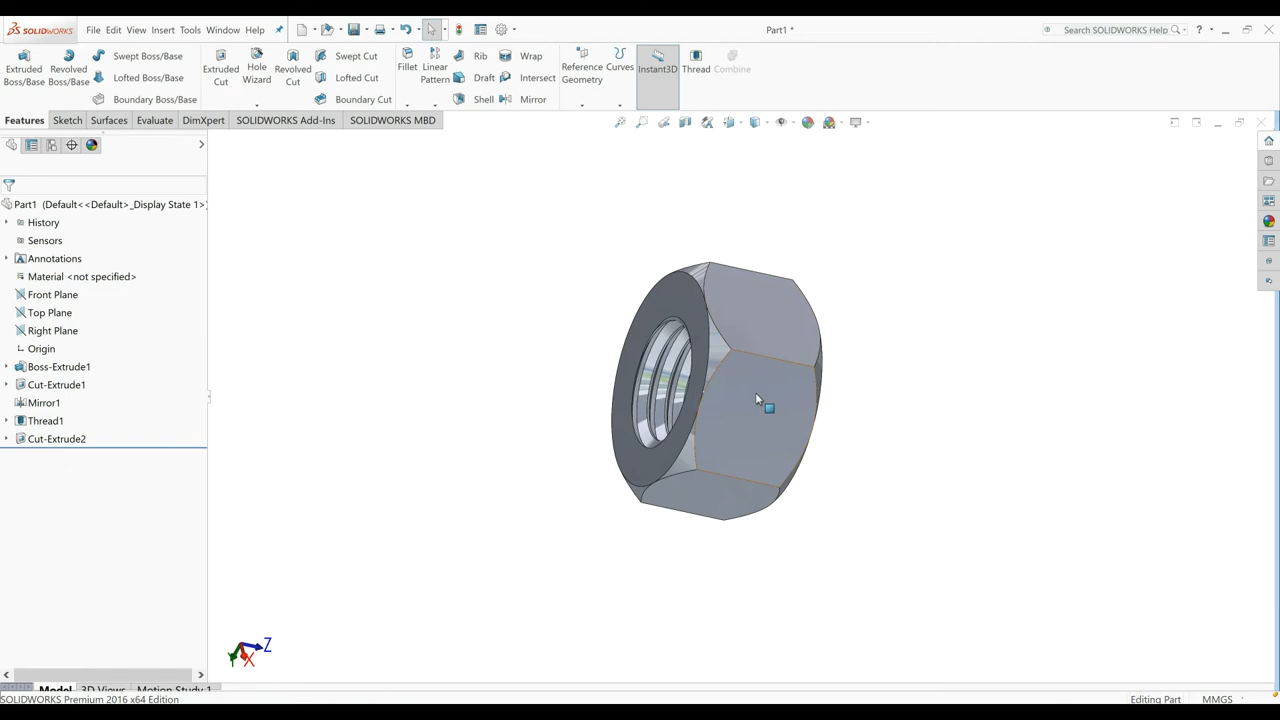 SOLIDWORKS File Edit View Insert Tools Window Help Part1 * Search SOLIDWORKS Help
Extruded Boss/Base
Revolved Boss/Base
Swept Boss/Base
Lofted Boss/Base
Boundary Boss/Base
Extruded Cut
Hole Wizard
Revolved Cut
Swept Cut
Lofted Cut
Boundary Cut
Fillet
Linear Pattern
Rib
Draft
Shell
Wrap
Intersect
Mirror
Reference Geometry
Curves
Instant3D
Thread
Combine
Features Sketch Surfaces Evaluate DimXpert SOLIDWORKS Add-Ins SOLIDWORKS MBD
Part1 (Default<<Default>_Display State 1>)
History
Sensors
Annotations
Material <not specified>
Front Plane
Top Plane
Right Plane
Origin
Boss-Extrude1
Cut-Extrude1
Mirror1
Thread1
Cut-Extrude2
Z
Y
X
Model 3D Views Motion Study 1
SOLIDWORKS Premium 2016 x64 Edition Editing Part MMGS